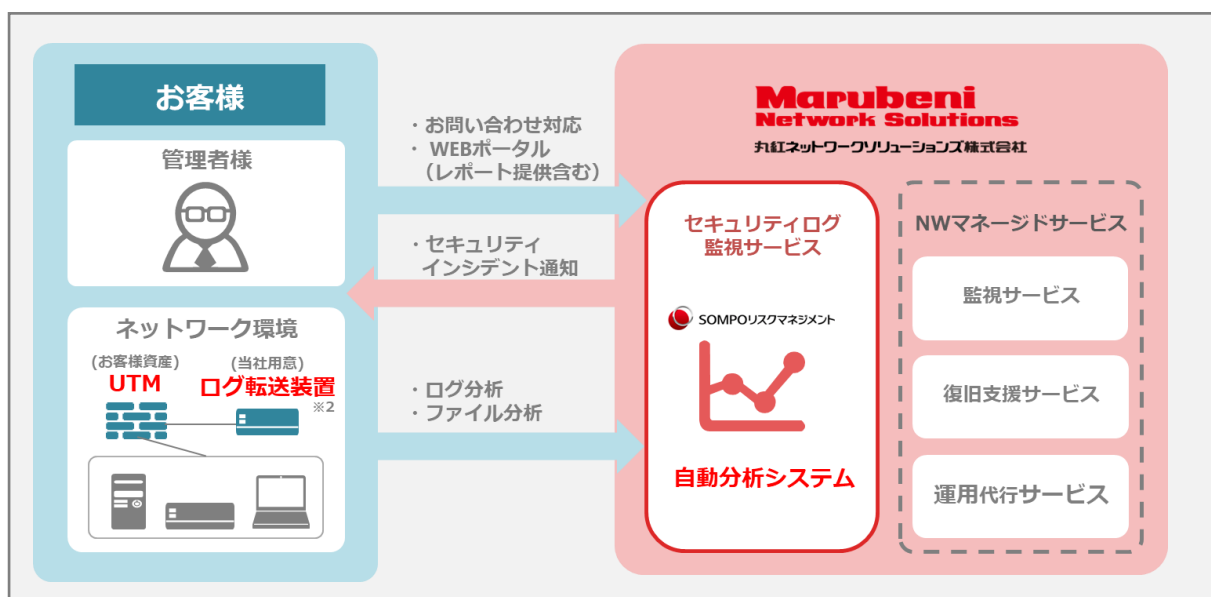 お客様
管理者様
ネットワーク環境
(お客様資産)
UTM
(当社用意)
ログ転送装置
※2
・お問い合わせ対応
・ WEBポータル
（レポート提供含む）
・セキュリティ
インシデント通知
・ログ分析
・ファイル分析
Marubeni
Network Solutions
丸紅ネットワークソリューションズ株式会社
セキュリティログ
監視サービス
SOMPOリスクマネジメント
自動分析システム
NWマネージドサービス
監視サービス
復旧支援サービス
運用代行サービス